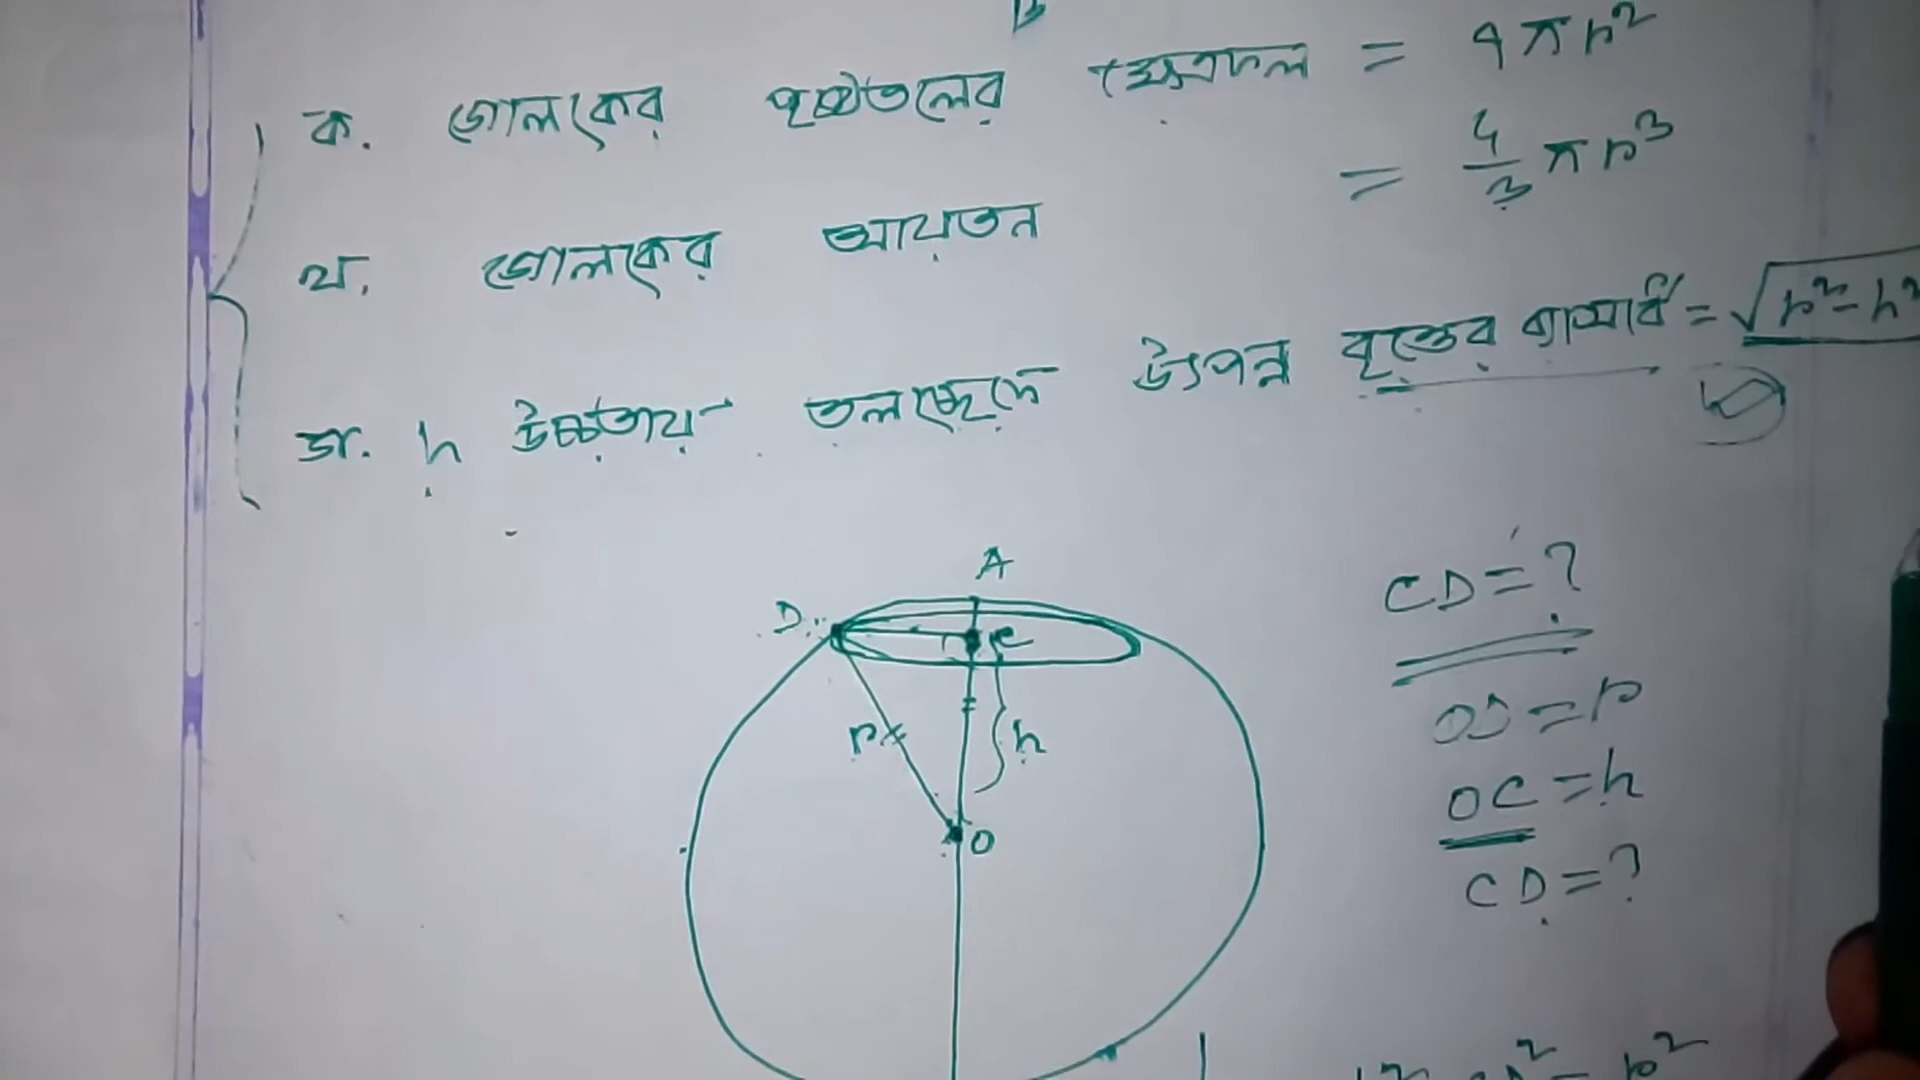 ক. গোলকের পৃষ্ঠতলের ক্ষেত্রফল = 4πr²
খ. গোলকের আয়তন = 4/3 πr³
গ. h উচ্চতায় তলচ্ছেদে উৎপন্ন বৃত্তের ব্যাসার্ধ = √r²-h²
A
D
C
CD=?
r
h
OD=r
O
OC=h
CD=?